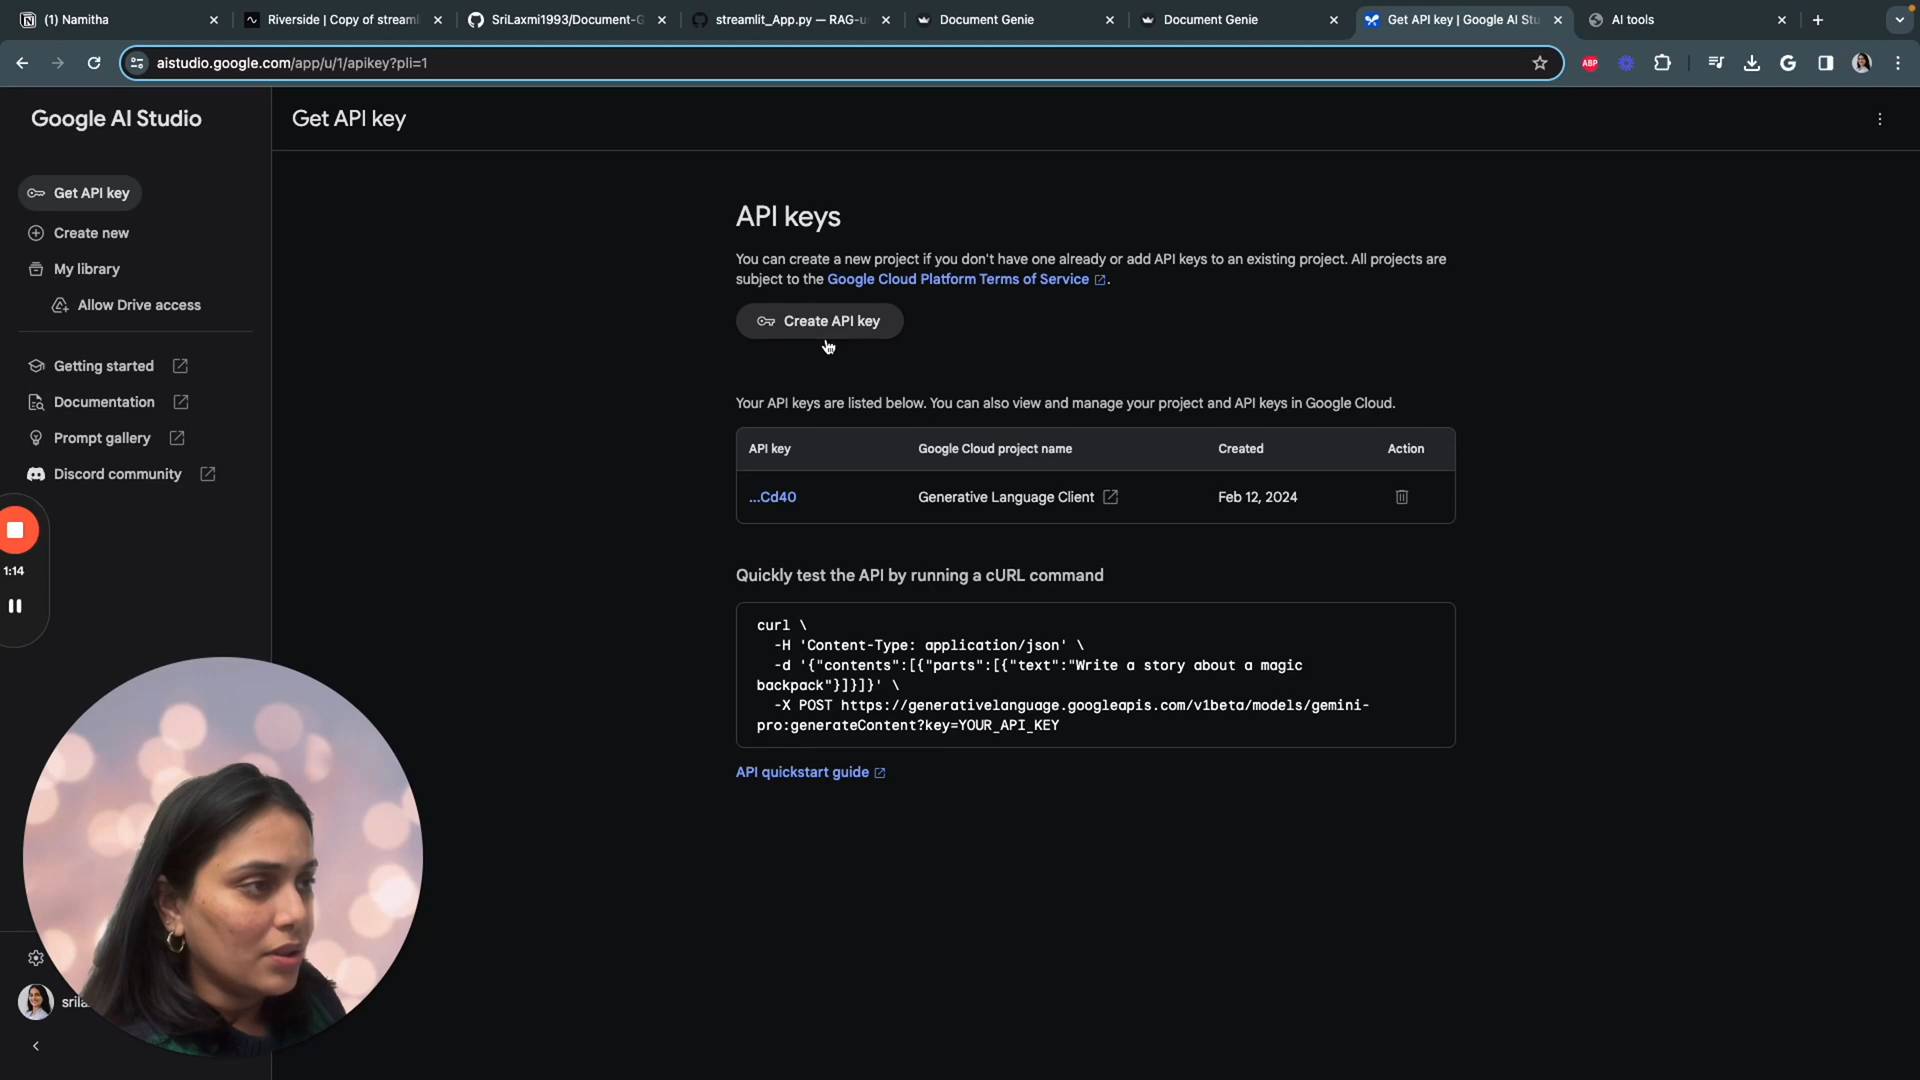 (1) Namitha
Riverside | Copy of streaml
SriLaxmi1993/Document-G
streamlit_App.py — RAG-u
Document Genie
Document Genie
Get API key | Google AI Stu
AI tools
aistudio.google.com/app/u/1/apikey?pli=1
ABP
Google AI Studio
Get API key
Get API key
Create new
My library
Allow Drive access
Getting started
Documentation
Prompt gallery
Discord community
1:14
API keys
You can create a new project if you don't have one already or add API keys to an existing project. All projects are
subject to the Google Cloud Platform Terms of Service .
Create API key
Your API keys are listed below. You can also view and manage your project and API keys in Google Cloud.
API key Google Cloud project name Created Action
...Cd40 Generative Language Client Feb 12, 2024
Quickly test the API by running a cURL command
curl \
-H 'Content-Type: application/json' \
-d '{"contents":[{"parts":[{"text":"Write a story about a magic
backpack"}]}]}' \
-X POST https://generativelanguage.googleapis.com/v1beta/models/gemini-
pro:generateContent?key=YOUR_API_KEY
API quickstart guide